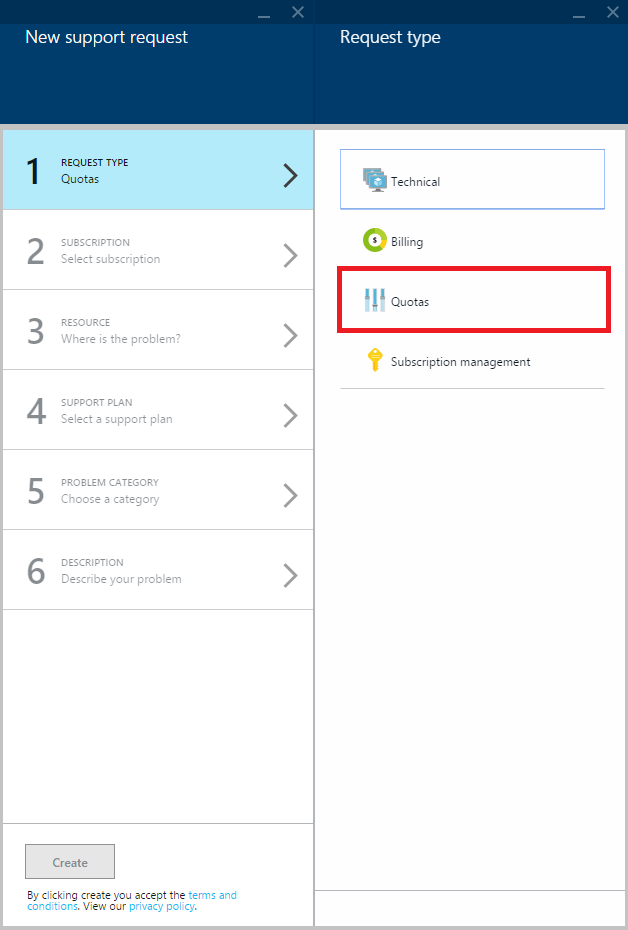 New support request
1
REQUEST TYPE
Quotas
2
SUBSCRIPTION
Select subscription
3
RESOURCE
Where is the problem?
4
SUPPORT PLAN
Select a support plan
5
PROBLEM CATEGORY
Choose a category
6
DESCRIPTION
Describe your problem
Create
By clicking create you accept the terms and
conditions. View our privacy policy.
Request type
Technical
$
Billing
Quotas
Subscription management